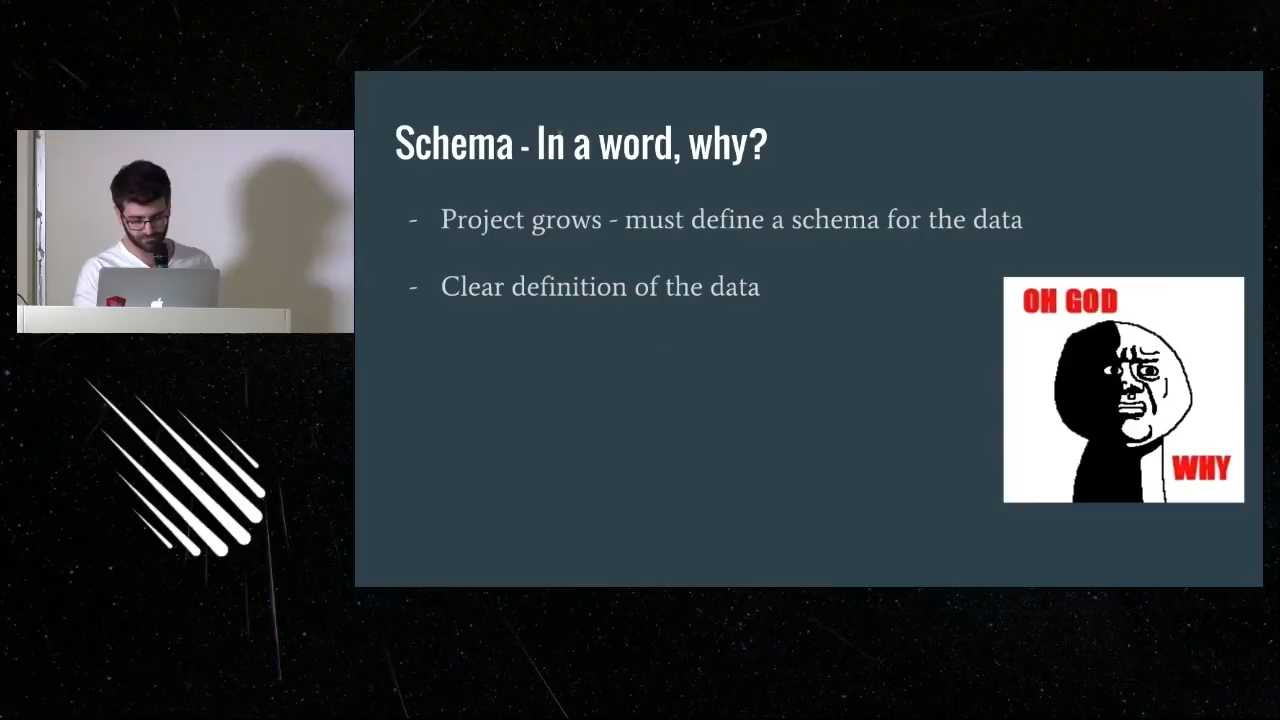 Schema - In a word, why?
- Project grows - must define a schema for the data
- Clear definition of the data
OH GOD
WHY